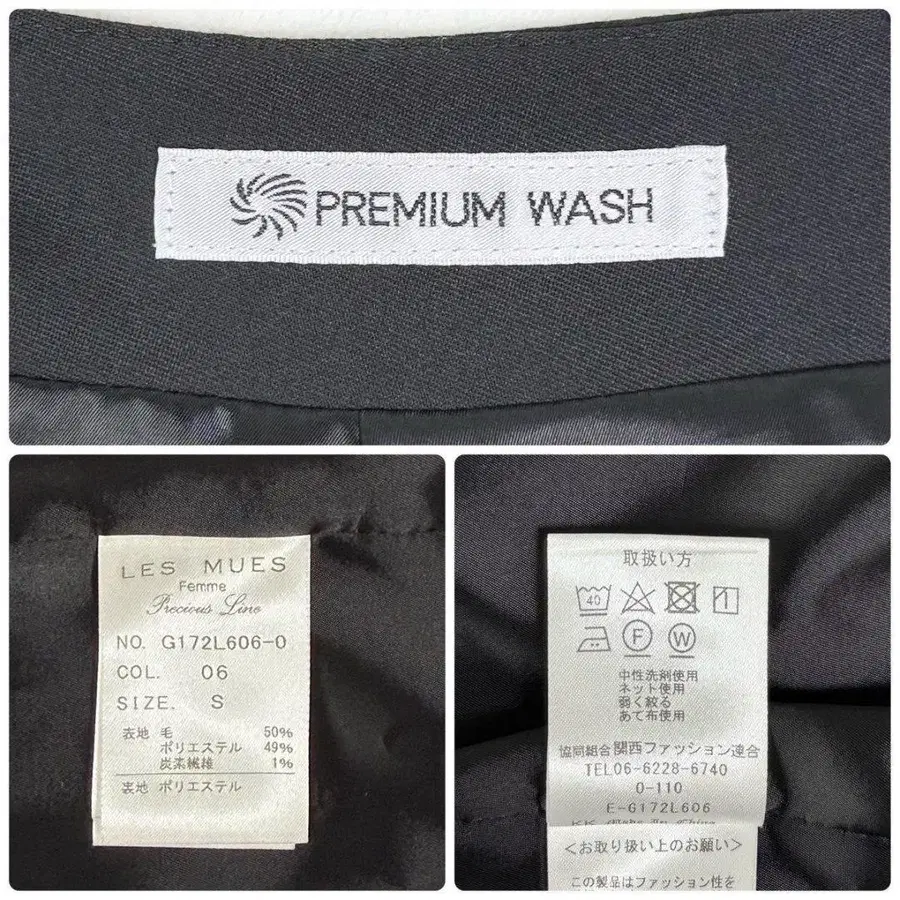 PREMIUM WASH
LES MUES
Femme
Precious Line
NO. G172L606-0
COL. 06
SIZE. S
表地 毛 50%
ポリエステル 49%
炭素繊維 1%
裏地 ポリエステル
取扱い方
40
1
F W
中性洗剤使用
ネット使用
弱く絞る
あて布使用
協同組合関西ファッション連合
TEL06-6228-6740
0-110
E-G172L606
<お取り扱い上のお願い>
この製品はファッション性を